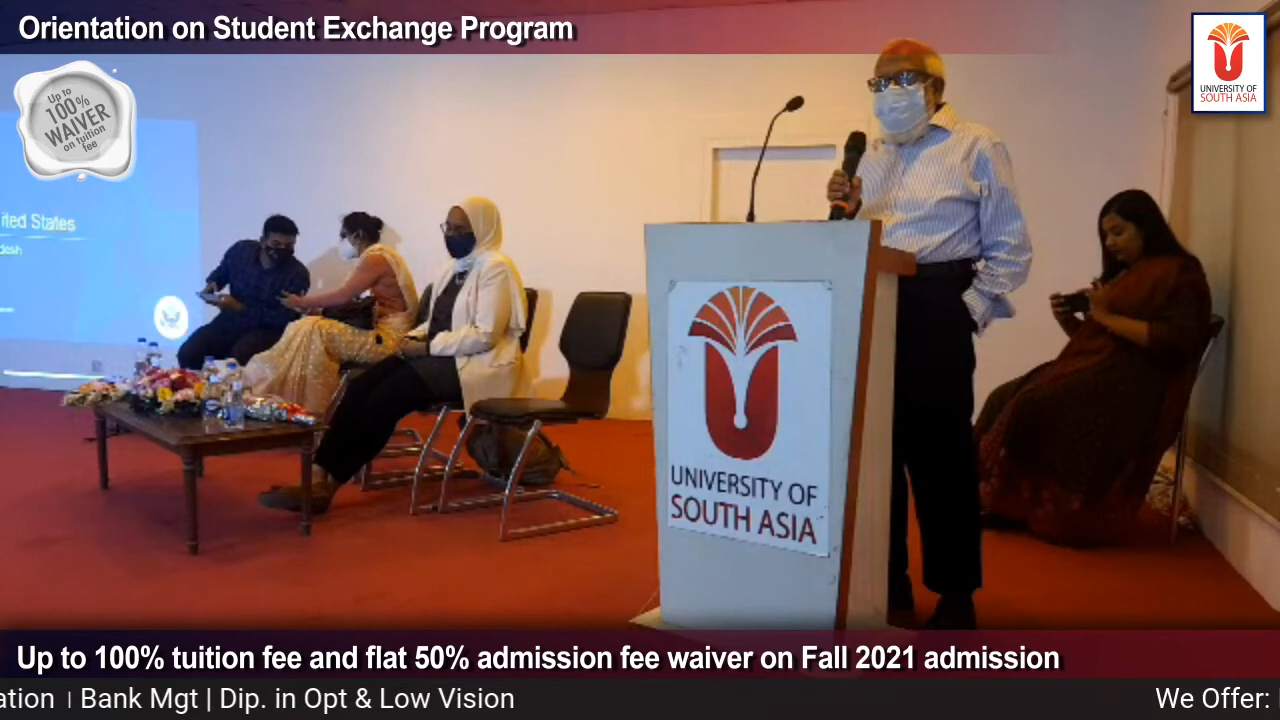 Orientation on Student Exchange Program
UNIVERSITY OF
SOUTH ASIA
Up to
100%
WAIVER
on tuition
fee
ited States
desh
UNIVERSITY OF
SOUTH ASIA
Up to 100% tuition fee and flat 50% admission fee waiver on Fall 2021 admission
ation | Bank Mgt | Dip. in Opt & Low Vision
We Offer: